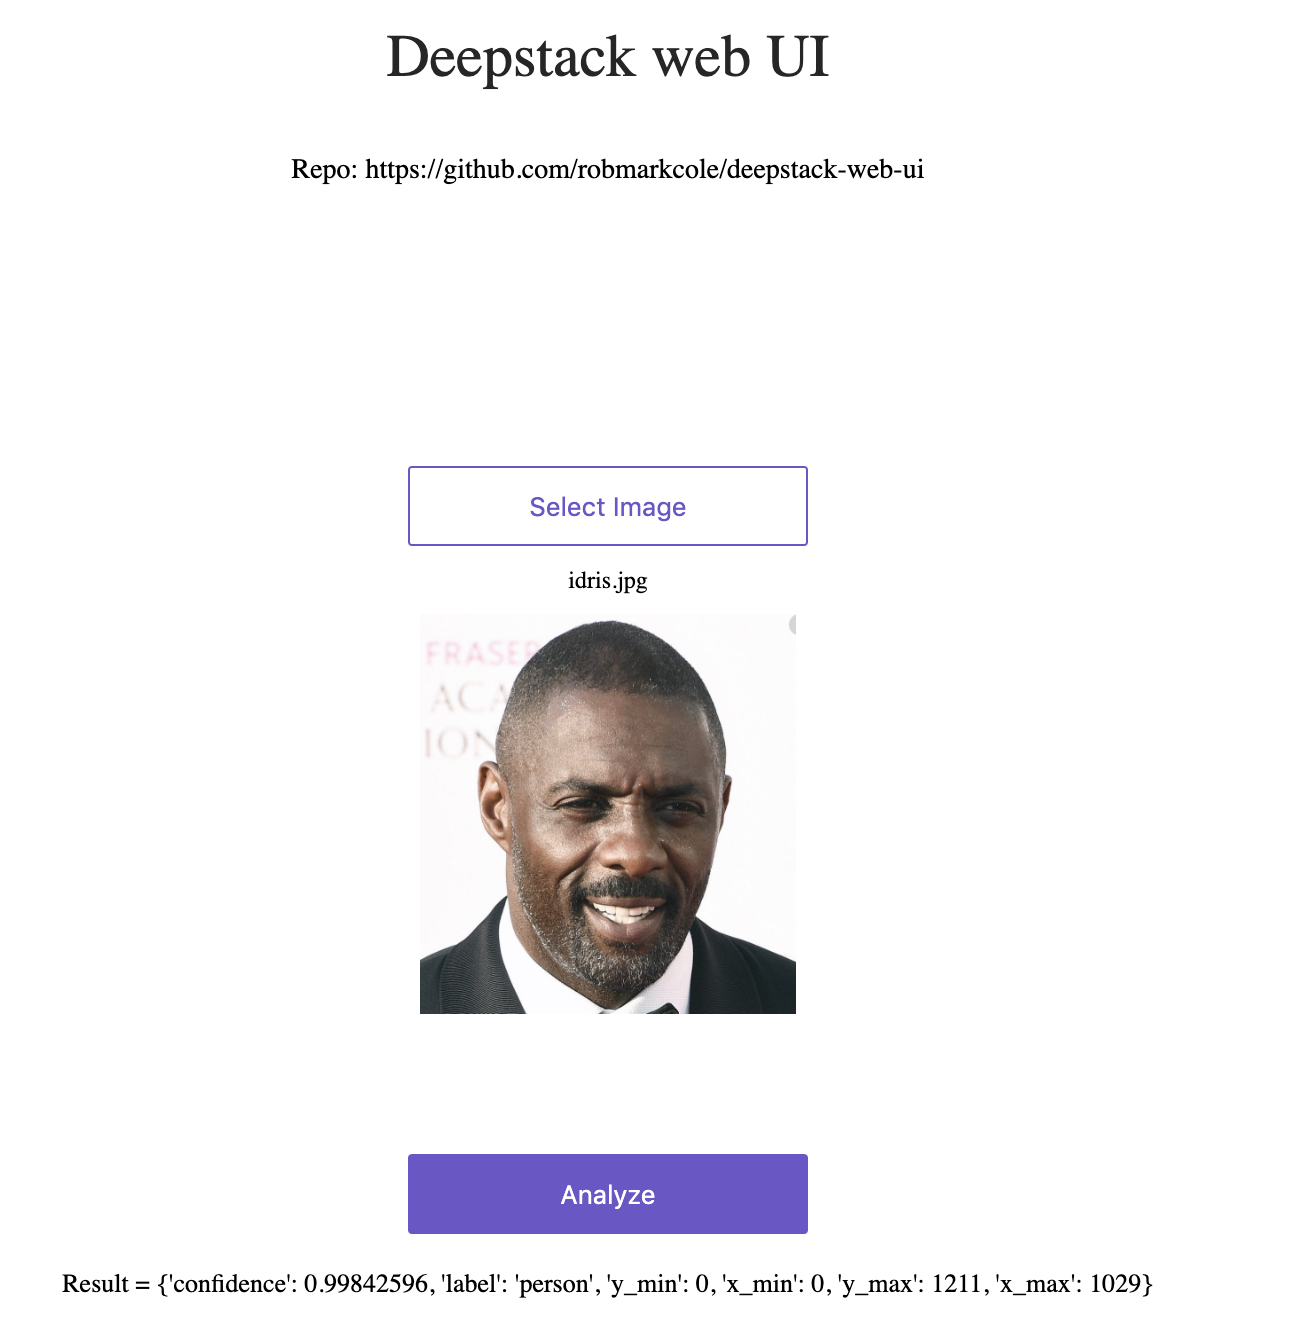 Deepstack web UI
Repo: https://github.com/robmarkcole/deepstack-web-ui
Select Image
idris.jpg
FRASER
ACA
ION
Analyze
Result = {'confidence': 0.99842596, 'label': 'person', 'y_min': 0, 'x_min': 0, 'y_max': 1211, 'x_max': 1029}